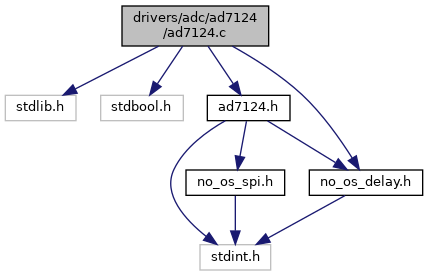 drivers/adc/ad7124
/ad7124.c
stdlib.h
stdbool.h
ad7124.h
no_os_spi.h
no_os_delay.h
stdint.h